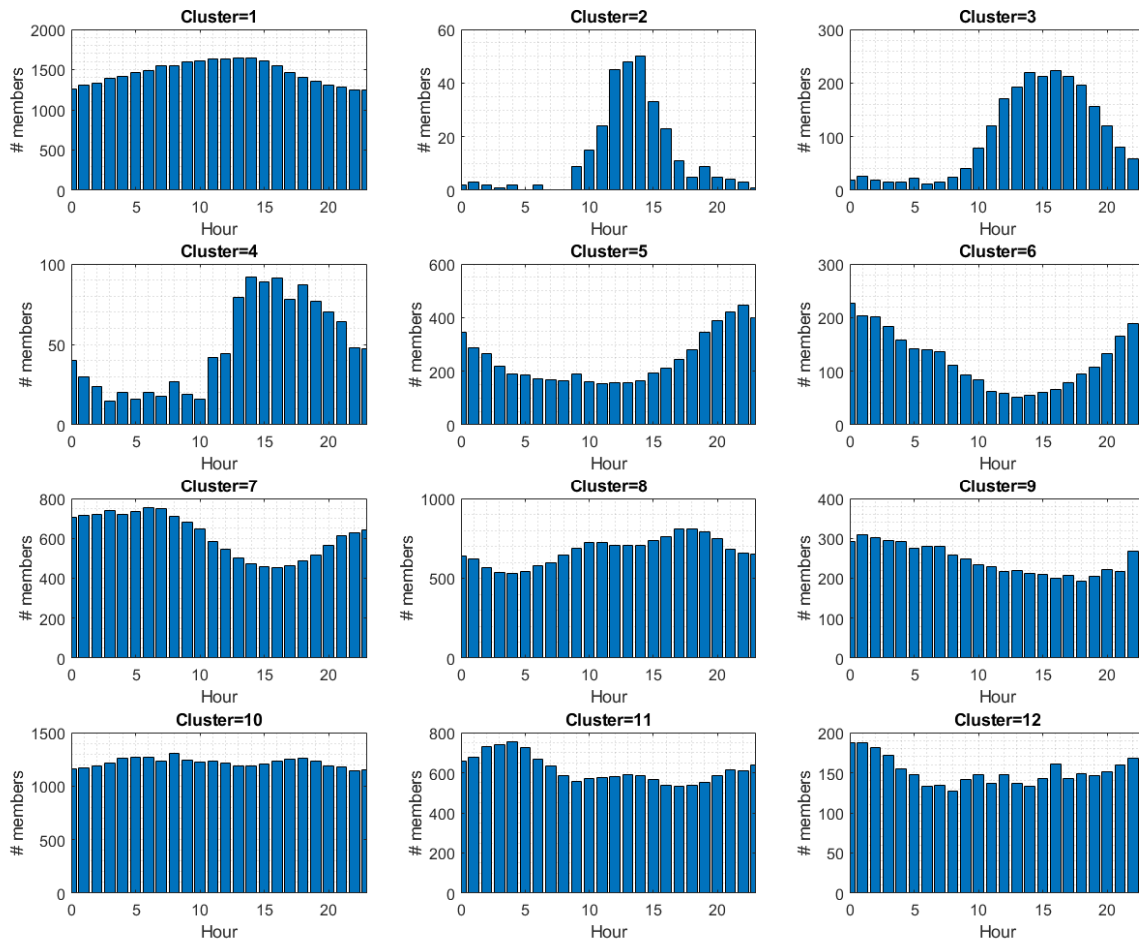 Cluster=1
2000
1500
1000
500
0
# members
0 5 10 15 20
Hour
Cluster=2
60
40
20
0
# members
0 5 10 15 20
Hour
Cluster=3
300
200
100
0
# members
0 5 10 15 20
Hour
Cluster=4
100
50
0
# members
0 5 10 15 20
Hour
Cluster=5
600
400
200
0
# members
0 5 10 15 20
Hour
Cluster=6
300
200
100
0
# members
0 5 10 15 20
Hour
Cluster=7
800
600
400
200
0
# members
0 5 10 15 20
Hour
Cluster=8
1000
500
0
# members
0 5 10 15 20
Hour
Cluster=9
400
300
200
100
0
# members
0 5 10 15 20
Hour
Cluster=10
1500
1000
500
0
# members
0 5 10 15 20
Hour
Cluster=11
800
600
400
200
0
# members
0 5 10 15 20
Hour
Cluster=12
200
150
100
50
0
# members
0 5 10 15 20
Hour